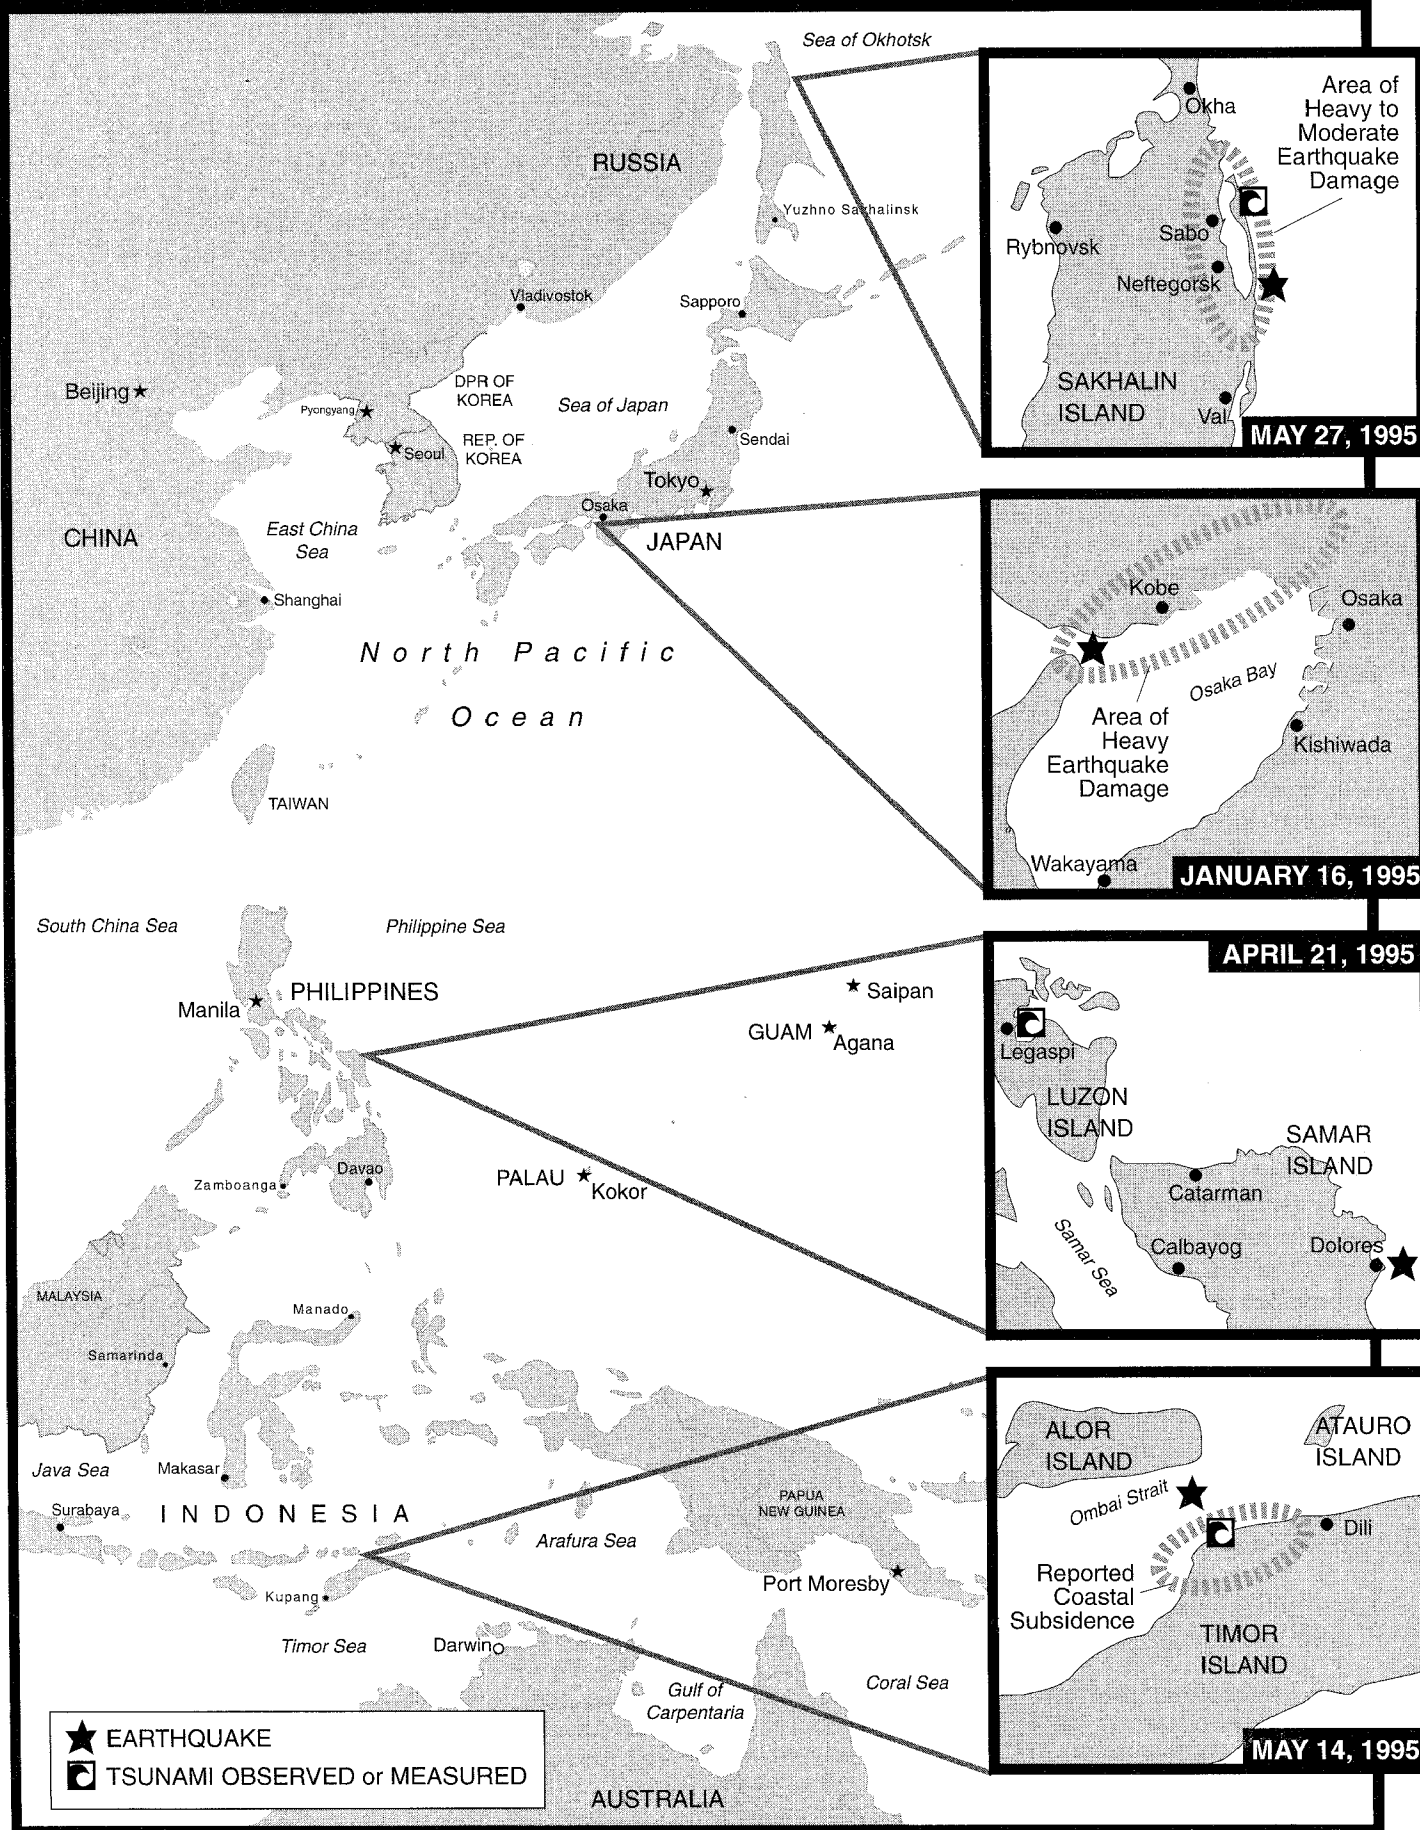 Sea of Okhotsk
RUSSIA
Yuzhno Sakhalinsk
Vladivostok
Sapporo
Beijing
DPR OF
KOREA
Pyongyang
Sea of Japan
REP. OF
KOREA
Seoul
Sendai
Tokyo
Osaka
CHINA
East China
Sea
JAPAN
Shanghai
North Pacific
Ocean
TAIWAN
South China Sea
Philippine Sea
PHILIPPINES
Manila
Saipan
GUAM
Agana
PALAU
Kokor
Zamboanga
Davao
MALAYSIA
Manado
Samarinda
Java Sea
Makasar
Surabaya
INDONESIA
PAPUA
NEW GUINEA
Arafura Sea
Port Moresby
Kupang
Timor Sea
Darwin
Gulf of
Carpentaria
Coral Sea
AUSTRALIA
EARTHQUAKE
TSUNAMI OBSERVED or MEASURED
Okha
Area of
Heavy to
Moderate
Earthquake
Damage
Rybnovsk
Sabo
Neftegorsk
SAKHALIN
ISLAND
Val
MAY 27, 1995
Kobe
Osaka
Osaka Bay
Area of
Heavy
Earthquake
Damage
Kishiwada
Wakayama
JANUARY 16, 1995
APRIL 21, 1995
Legaspi
LUZON
ISLAND
SAMAR
ISLAND
Catarman
Samar Sea
Calbayog
Dolores
ALOR
ISLAND
ATAURO
ISLAND
Ombai Strait
Dili
Reported
Coastal
Subsidence
TIMOR
ISLAND
MAY 14, 1995